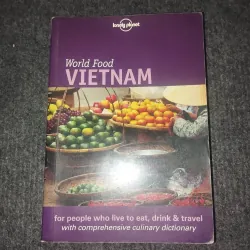 lonely planet
World Food
VIETNAM
for people who live to eat, drink & travel
with comprehensive culinary dictionary